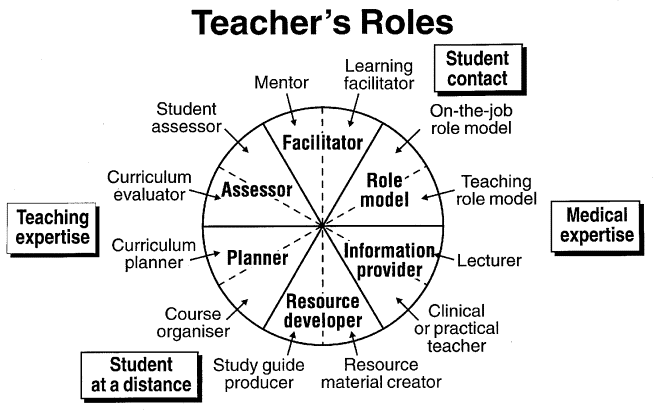 Teacher's Roles
Student
contact
Learning
facilitator
Mentor
On-the-job
role model
Student
assessor
Facilitator
Role
model
Teaching
role model
Curriculum
evaluator
Assessor
Teaching
expertise
Medical
expertise
Curriculum
planner
Planner
Information
provider
Lecturer
Resource
developer
Course
organiser
Clinical
or practical
teacher
Student
at a distance
Study guide
producer
Resource
material creator